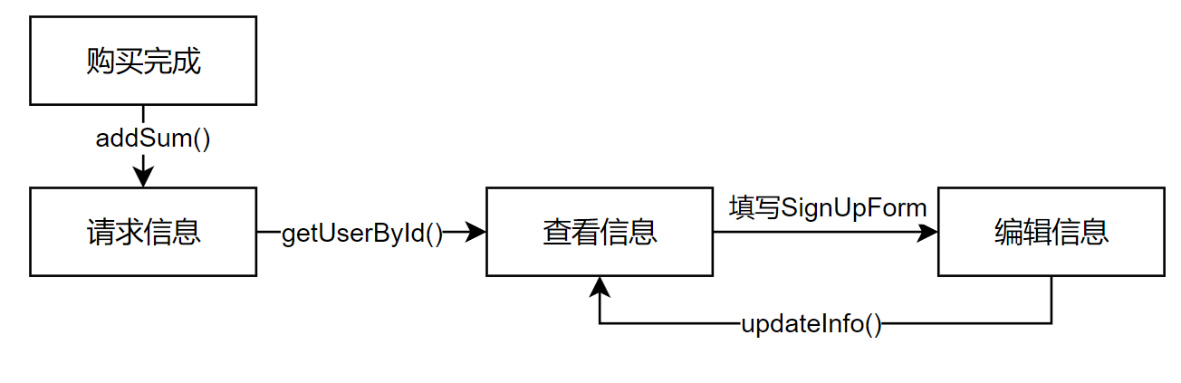 购买完成
addSum()
请求信息
getUserById()
查看信息
填写SignUpForm
编辑信息
updateInfo()